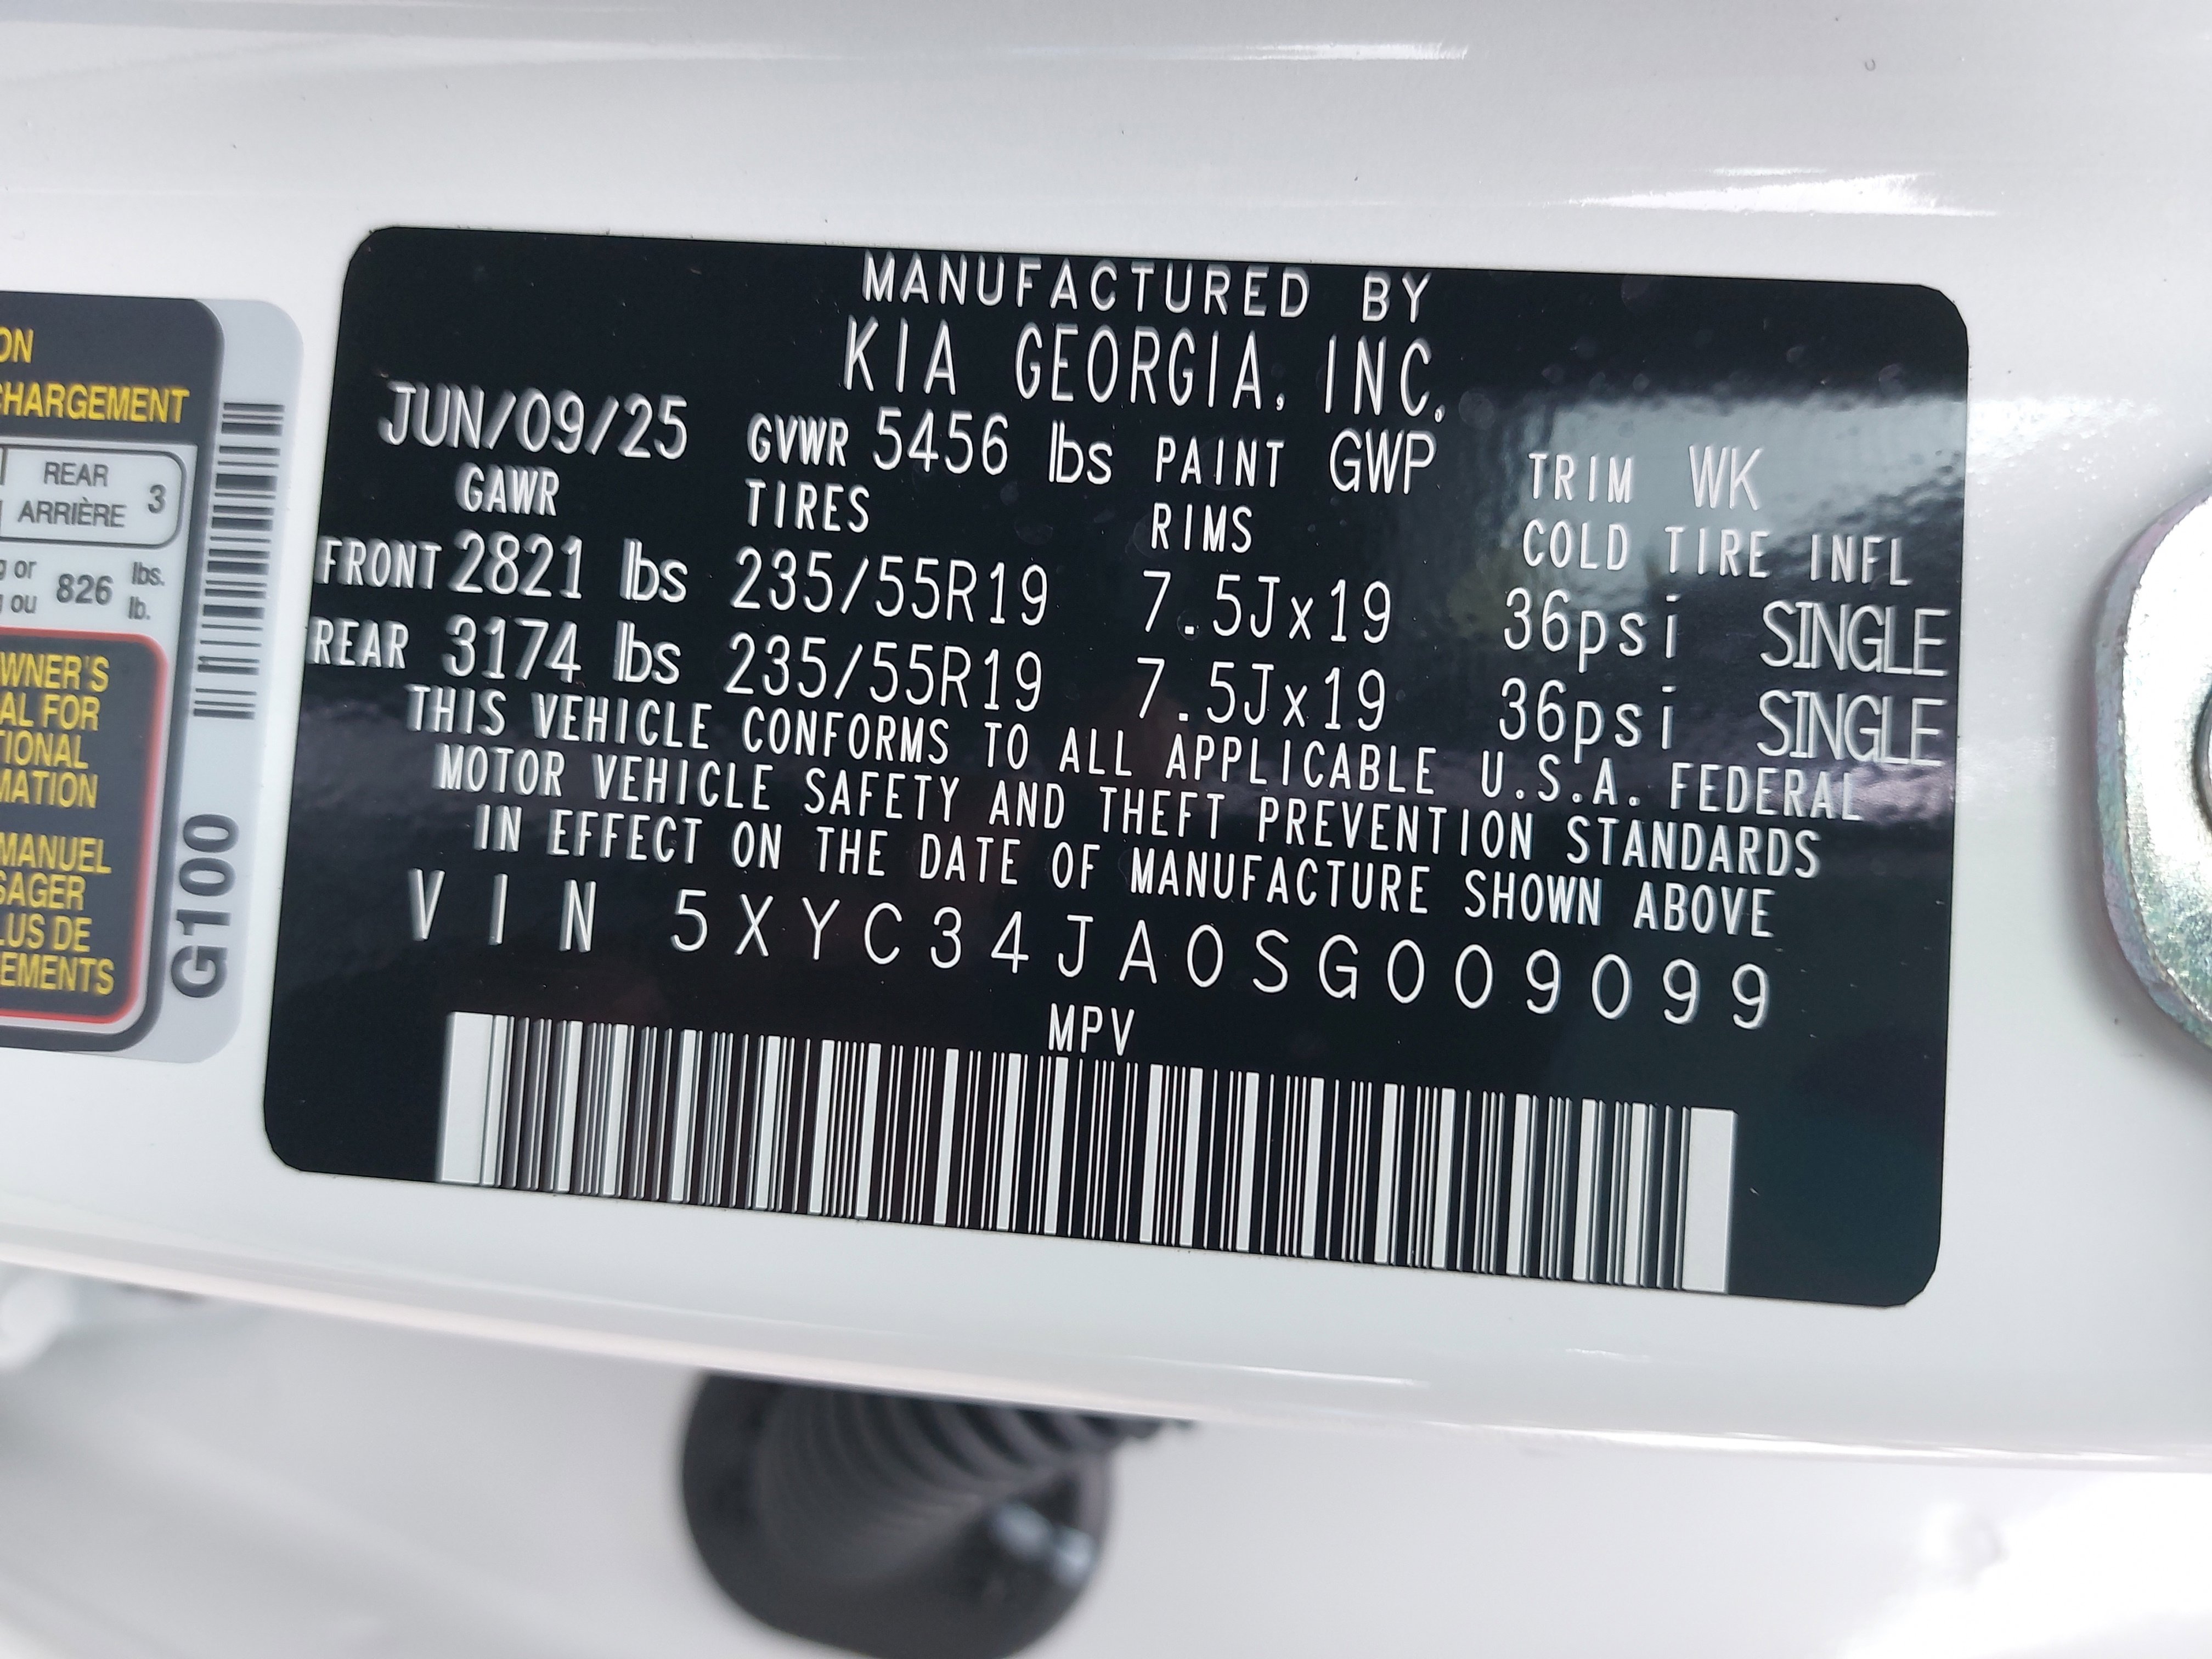 MANUFACTURED BY
KIA GEORGIA, INC.
JUN/09/25 GVWR 5456 lbs PAINT GWP TRIM WK
GAWR TIRES RIMS COLD TIRE INFL
FRONT 2821 lbs 235/55R19 7.5Jx19 36psi SINGLE
REAR 3174 lbs 235/55R19 7.5Jx19 36psi SINGLE
THIS VEHICLE CONFORMS TO ALL APPLICABLE U.S.A. FEDERAL
MOTOR VEHICLE SAFETY AND THEFT PREVENTION STANDARDS
IN EFFECT ON THE DATE OF MANUFACTURE SHOWN ABOVE
VIN 5XYC34JA0SG009099
MPV
ON
CHARGEMENT
REAR
ARRIÈRE 3
g or 826 lbs.
g ou lb.
WNER'S
AL FOR
TIONAL
MATION
MANUEL
SAGER
LUS DE
EMENTS
G100